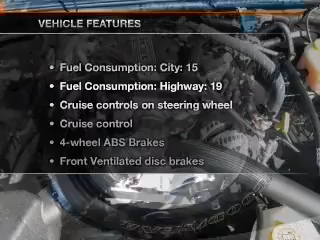 VEHICLE FEATURES
• Fuel Consumption: City: 15
• Fuel Consumption: Highway: 19
• Cruise controls on steering wheel
• Cruise control
• 4-wheel ABS Brakes
• Front Ventilated disc brakes